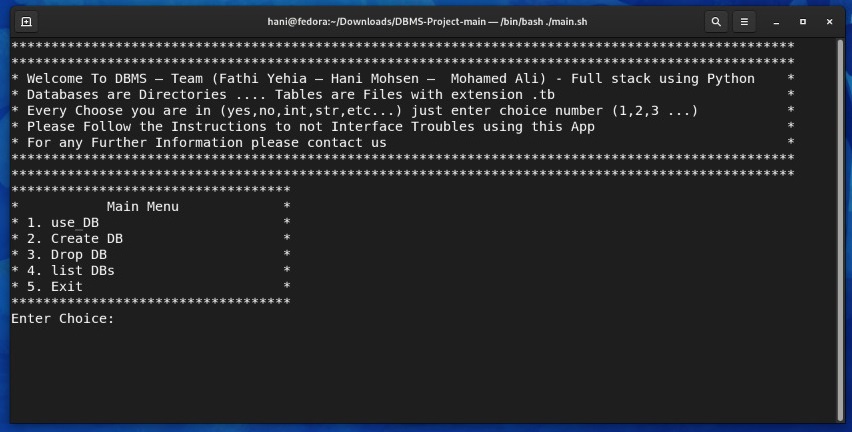 hani@fedora:~/Downloads/DBMS-Project-main — /bin/bash ./main.sh
**************************************************************************************************
**************************************************************************************************
* Welcome To DBMS – Team (Fathi Yehia – Hani Mohsen –  Mohamed Ali) - Full stack using Python    *
* Databases are Directories .... Tables are Files with extension .tb                             *
* Every Choose you are in (yes,no,int,str,etc...) just enter choice number (1,2,3 ...)           *
* Please Follow the Instructions to not Interface Troubles using this App                        *
* For any Further Information please contact us                                                  *
**************************************************************************************************
**************************************************************************************************
***********************************
*           Main Menu             *
* 1. use_DB                       *
* 2. Create DB                    *
* 3. Drop DB                      *
* 4. list DBs                     *
* 5. Exit                         *
***********************************
Enter Choice: